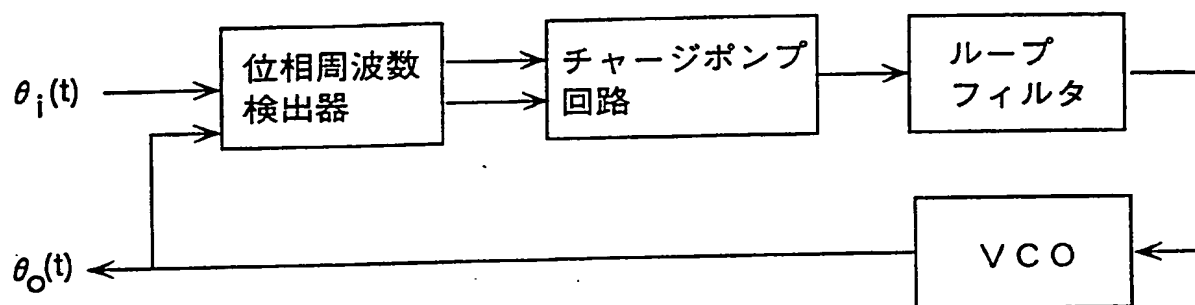 位相周波数
検出器
チャージポンプ
回路
ループ
フィルタ
θi(t)
θo(t)
VCO